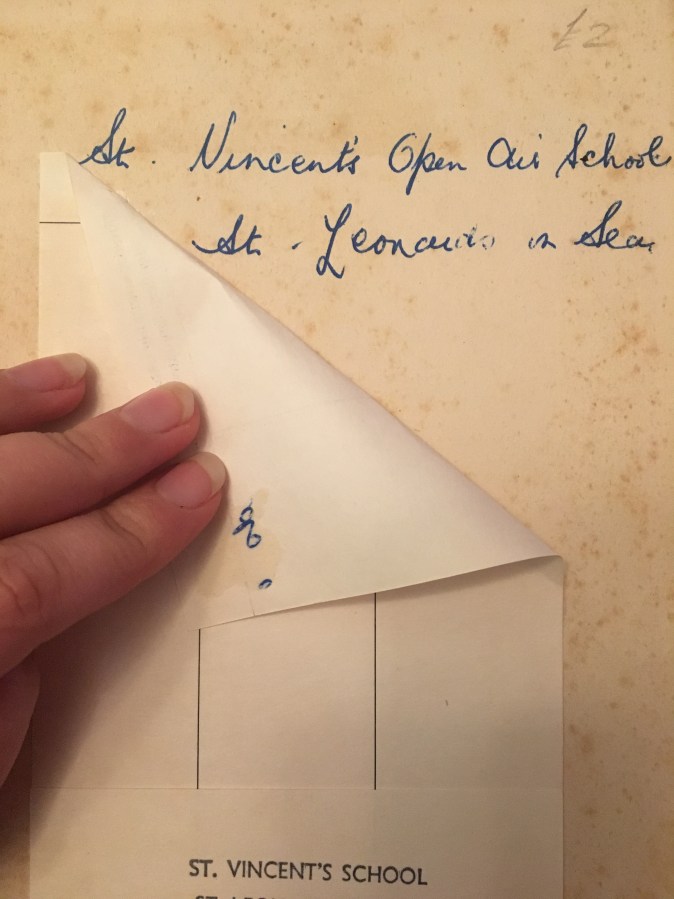 £2
St. Vincent's Open Air School
St. Leonards on Sea
ST. VINCENT'S SCHOOL